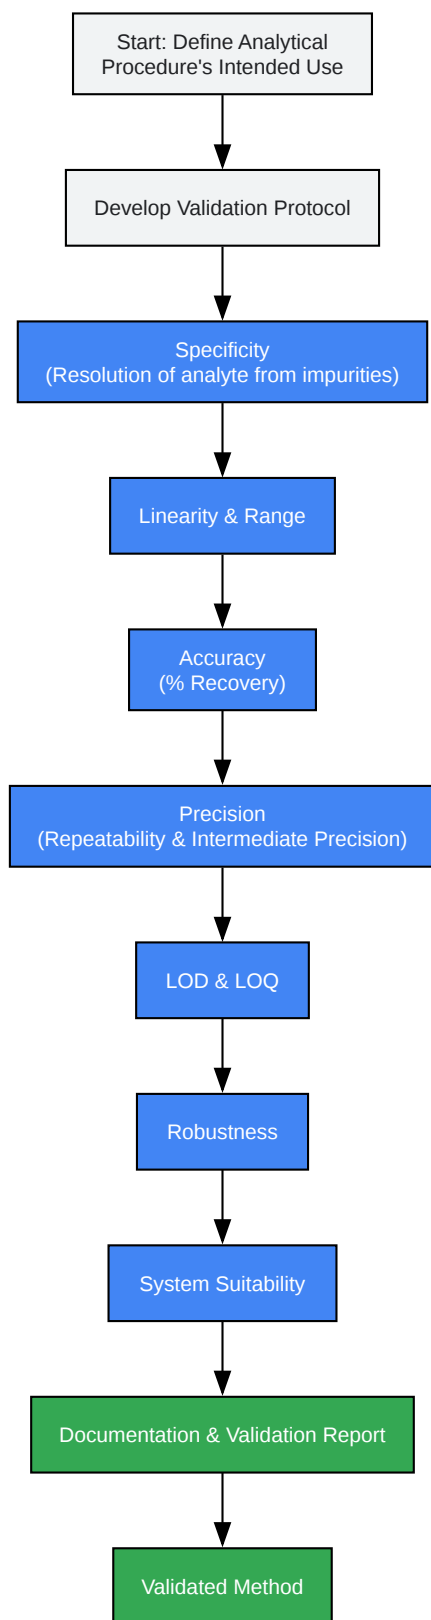 Start: Define Analytical
Procedure's Intended Use
Develop Validation Protocol
Specificity
(Resolution of analyte from impurities)
Linearity & Range
Accuracy
(% Recovery)
Precision
(Repeatability & Intermediate Precision)
LOD & LOQ
Robustness
System Suitability
Documentation & Validation Report
Validated Method